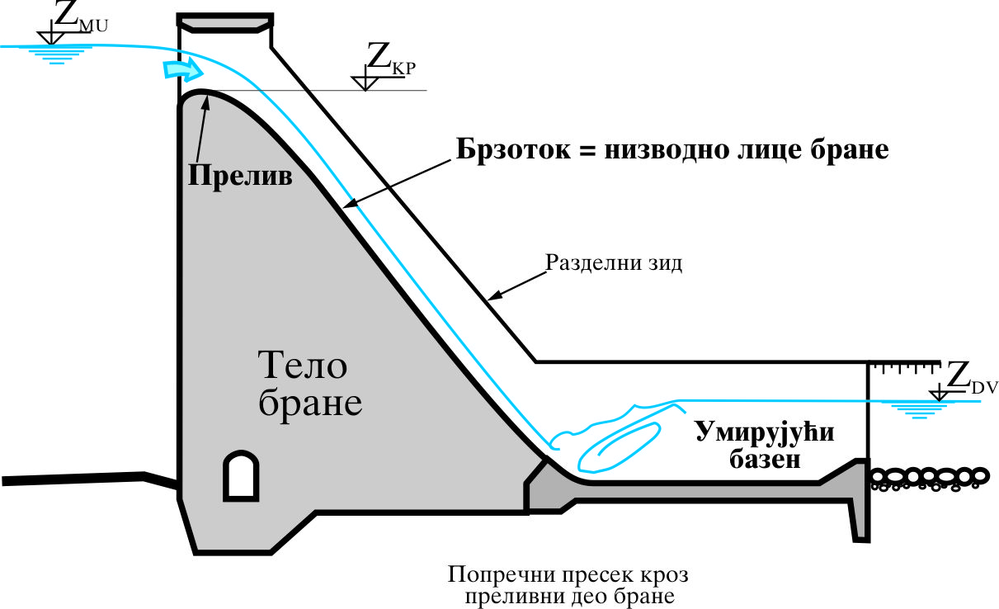 Z_MU
Z_KP
Брзоток = низводно лице бране
Прелив
Разделни зид
Тело
бране
Z_DV
Умирујући
базен
Попречни пресек кроз
преливни део бране